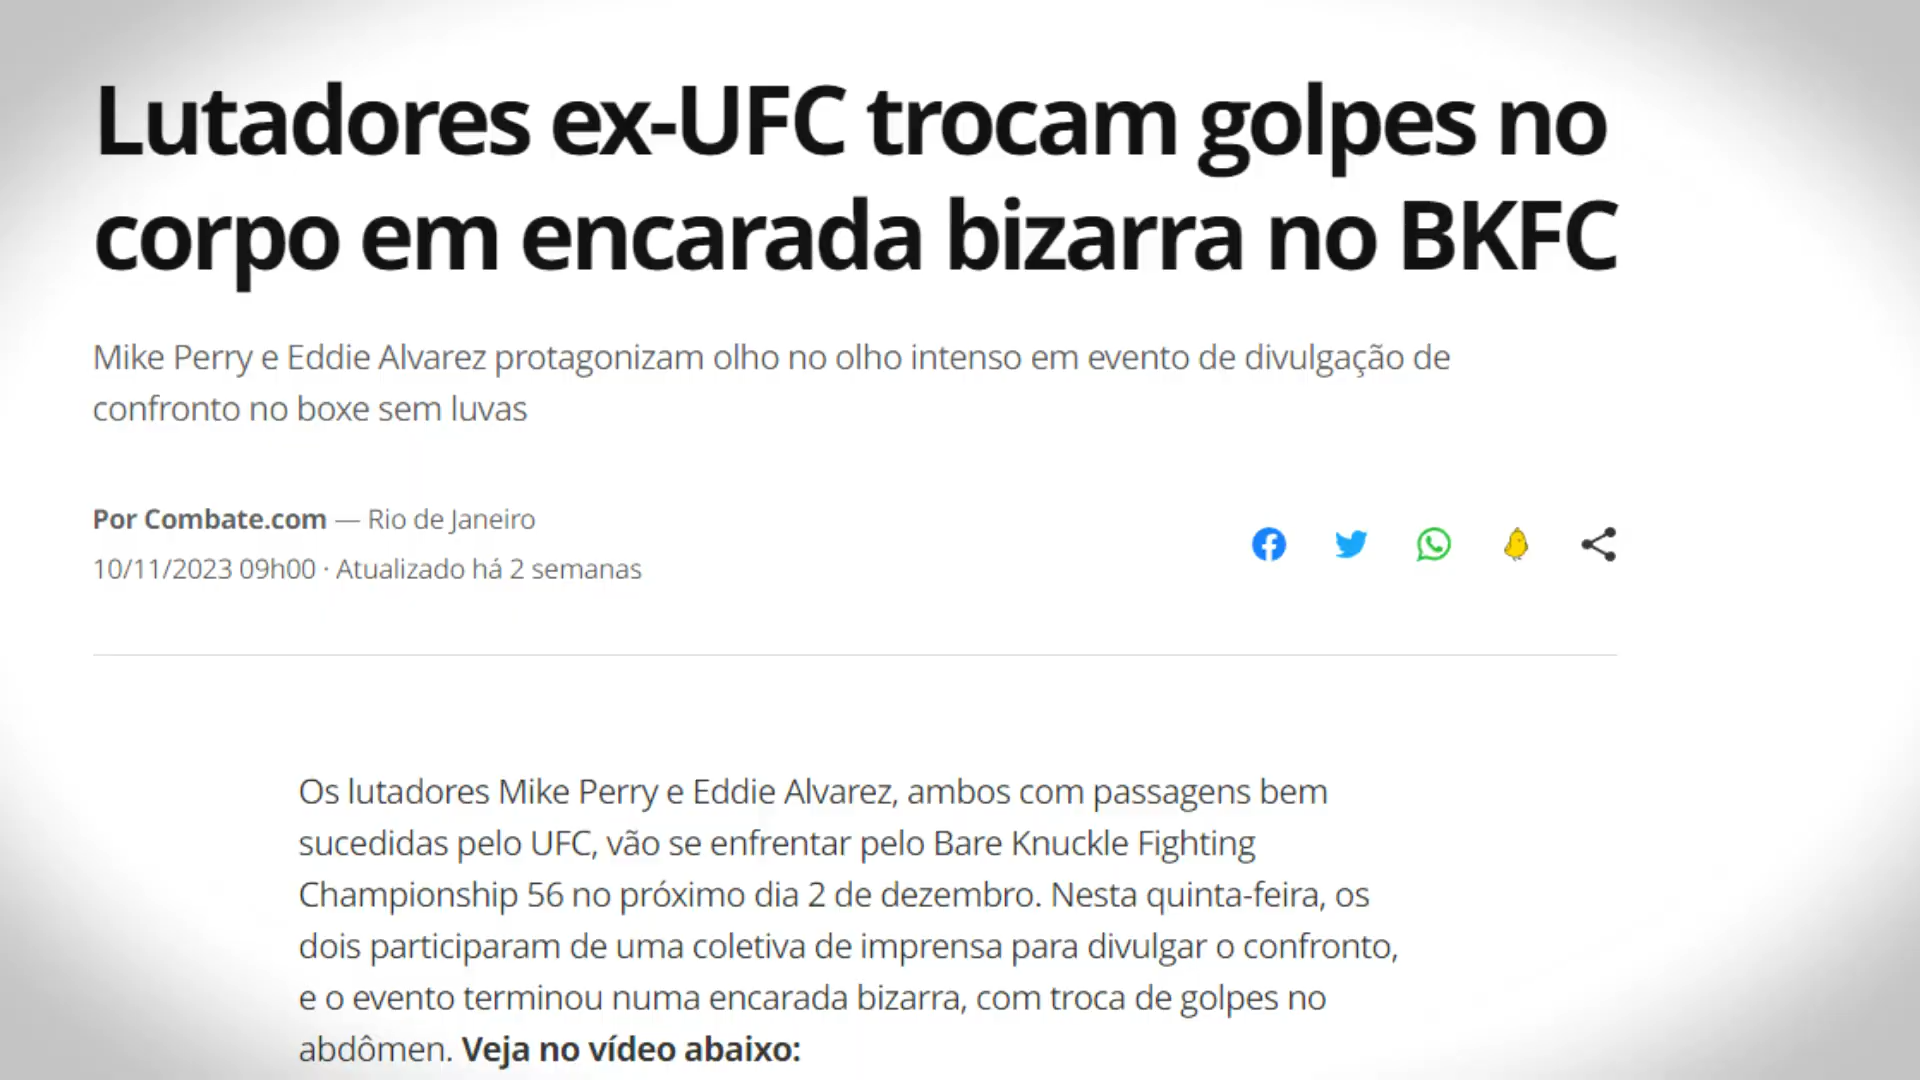 Lutadores ex-UFC trocam golpes no
corpo em encarada bizarra no BKFC
Mike Perry e Eddie Alvarez protagonizam olho no olho intenso em evento de divulgação de
confronto no boxe sem luvas
Por Combate.com — Rio de Janeiro
10/11/2023 09h00 · Atualizado há 2 semanas
Os lutadores Mike Perry e Eddie Alvarez, ambos com passagens bem
sucedidas pelo UFC, vão se enfrentar pelo Bare Knuckle Fighting
Championship 56 no próximo dia 2 de dezembro. Nesta quinta-feira, os
dois participaram de uma coletiva de imprensa para divulgar o confronto,
e o evento terminou numa encarada bizarra, com troca de golpes no
abdômen. Veja no vídeo abaixo: